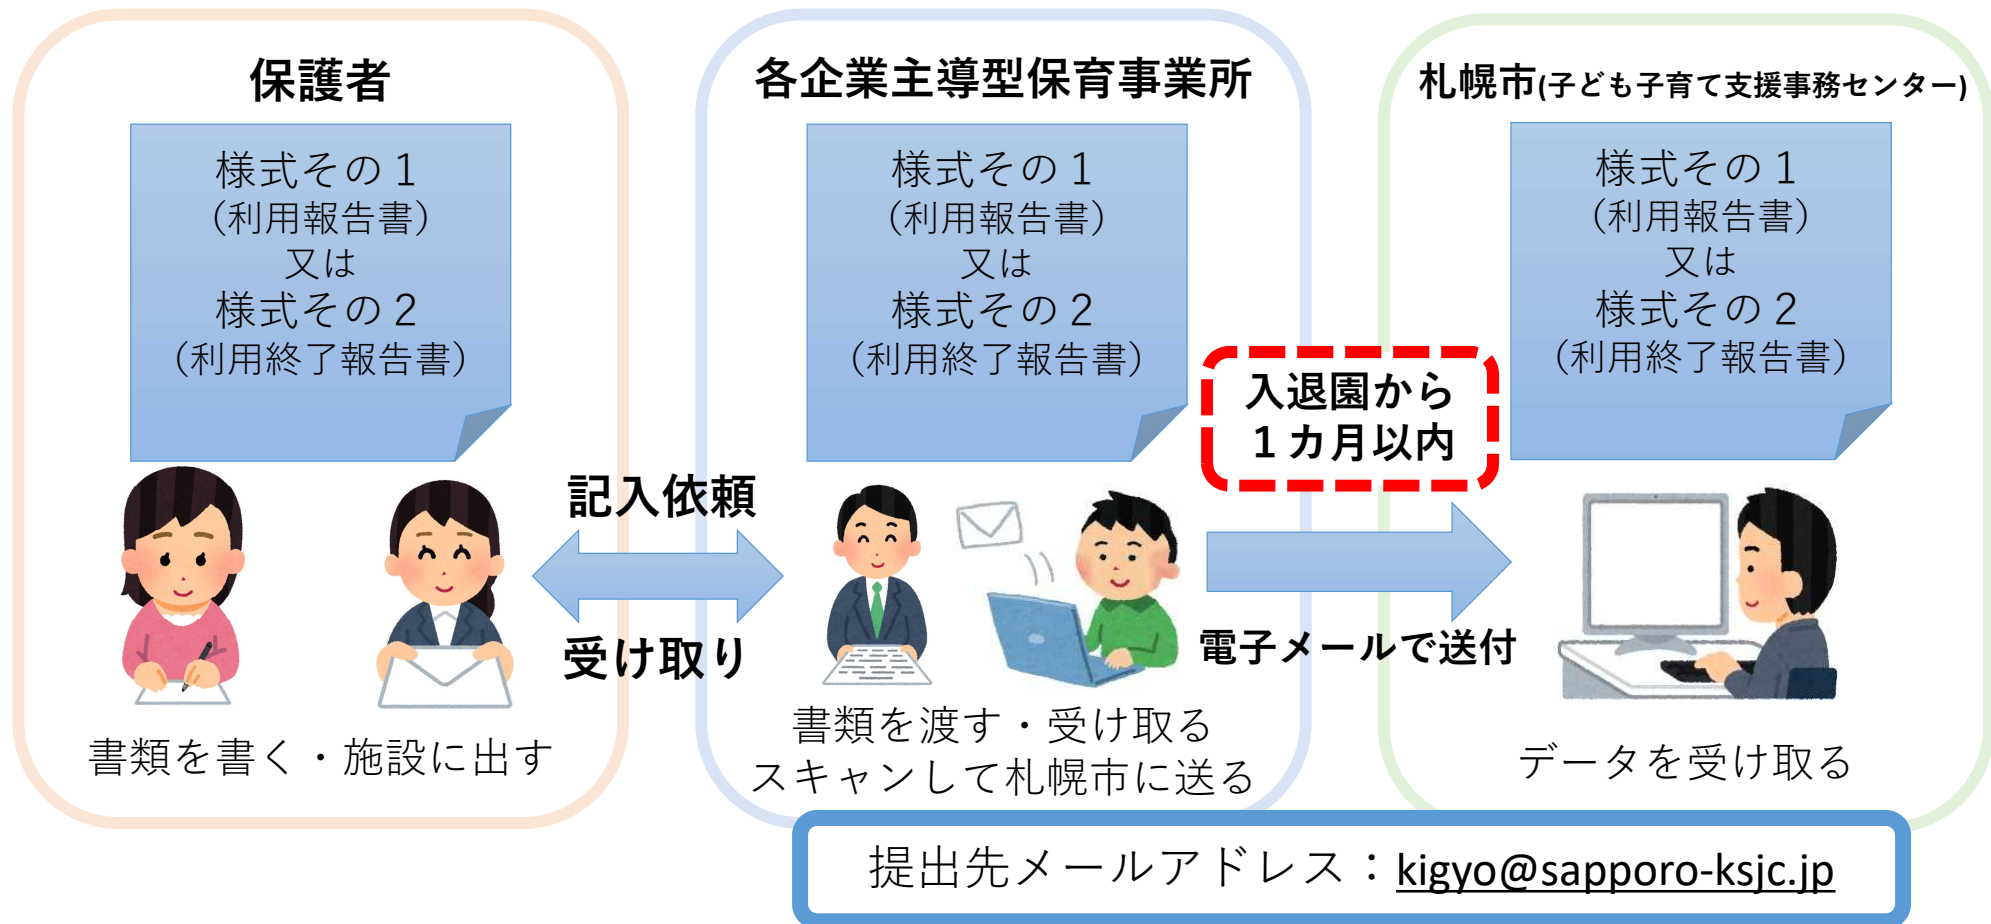 保護者
様式その１
（利用報告書）
又は
様式その２
（利用終了報告書）
書類を書く・施設に出す
記入依頼
受け取り
各企業主導型保育事業所
様式その１
（利用報告書）
又は
様式その２
（利用終了報告書）
書類を渡す・受け取る
スキャンして札幌市に送る
入退園から
１カ月以内
電子メールで送付
札幌市(子ども子育て支援事務センター)
様式その１
（利用報告書）
又は
様式その２
（利用終了報告書）
データを受け取る
提出先メールアドレス：kigyo@sapporo-ksjc.jp